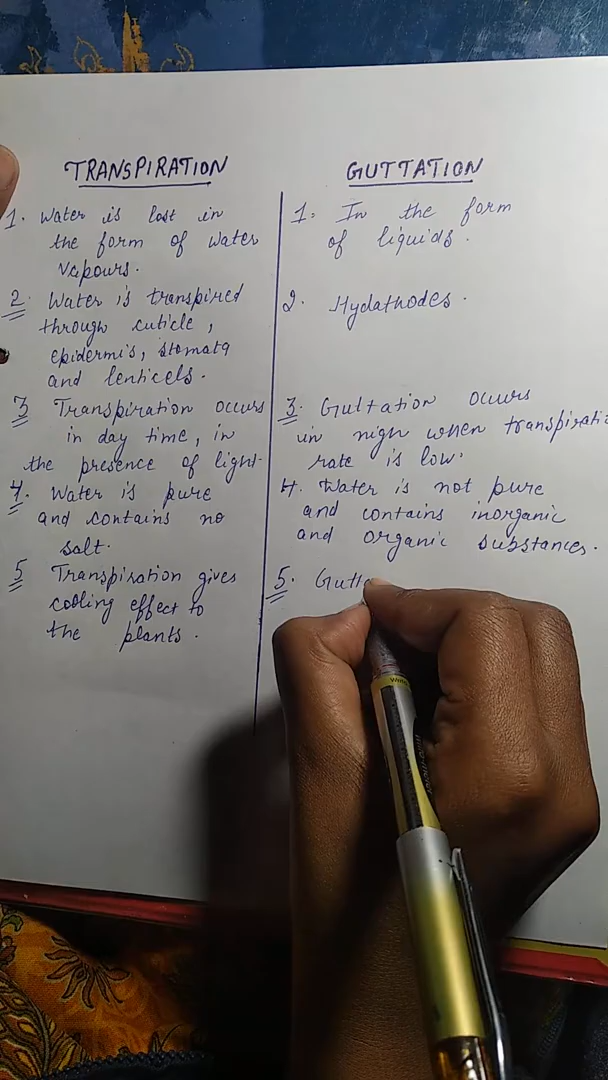 TRANSPIRATION
1. Water is lost in
the form of water
vapours.
2. Water is transpired
through cuticle,
epidermis, stomata
and lenticels.
3 Transpiration occurs
in day time, in
the presence of light.
4. Water is pure
and contains no
salt.
5 Transpiration gives
cooling effect to
the plants.
GUTTATION
1. In the form
of liquids.
2. Hydathodes.
3. Guttation occurs
in nigh when transpirati
rate is low.
4. Water is not pure
and contains inorganic
and organic substances.
5. Gutta